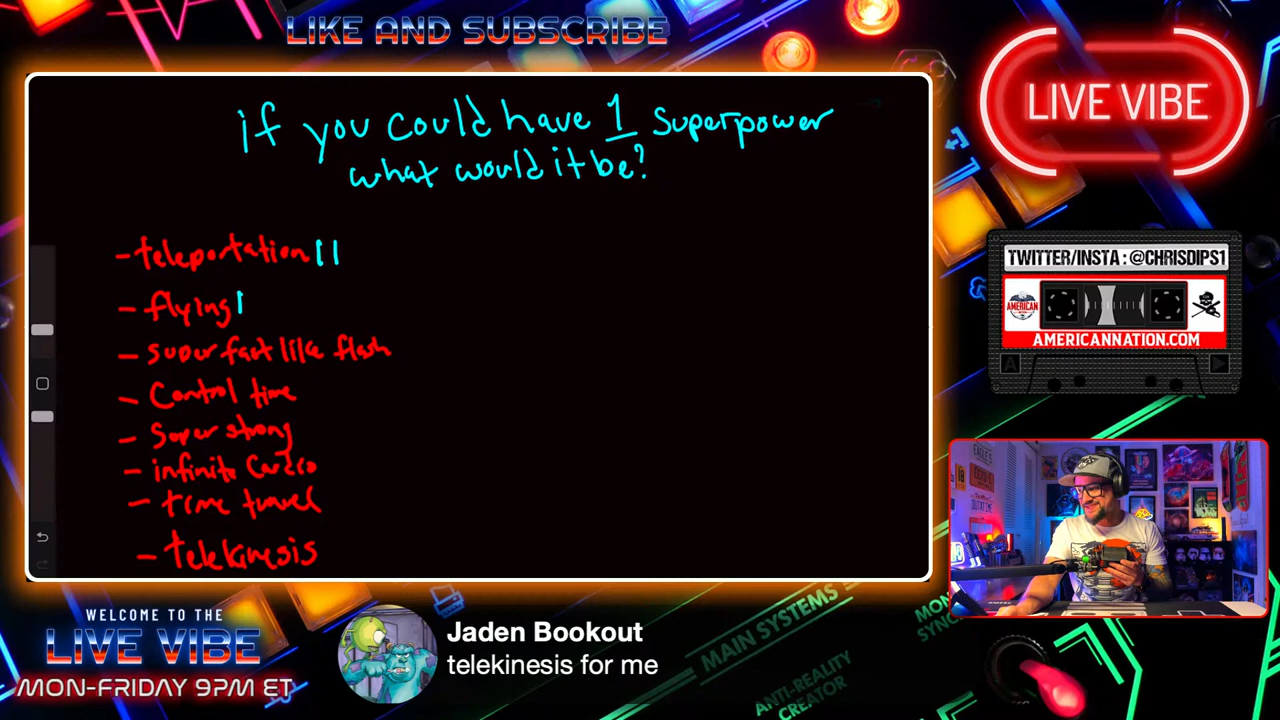 LIKE AND SUBSCRIBE
LIVE VIBE
if you could have 1 superpower
what would it be?
TWITTER/INSTA : @CHRISDIPS1
AMERICAN
AMERICANNATION.COM
A
- teleportation ||
- flying |
- super fast like flash
- Control time
- Super strong
- infinite Cardio
- time travel
- telekinesis
WELCOME TO THE
LIVE VIBE
MON-FRIDAY 9PM ET
Jaden Bookout
telekinesis for me
MAIN SYSTEMS
ANTI-REALITY
CREATOR